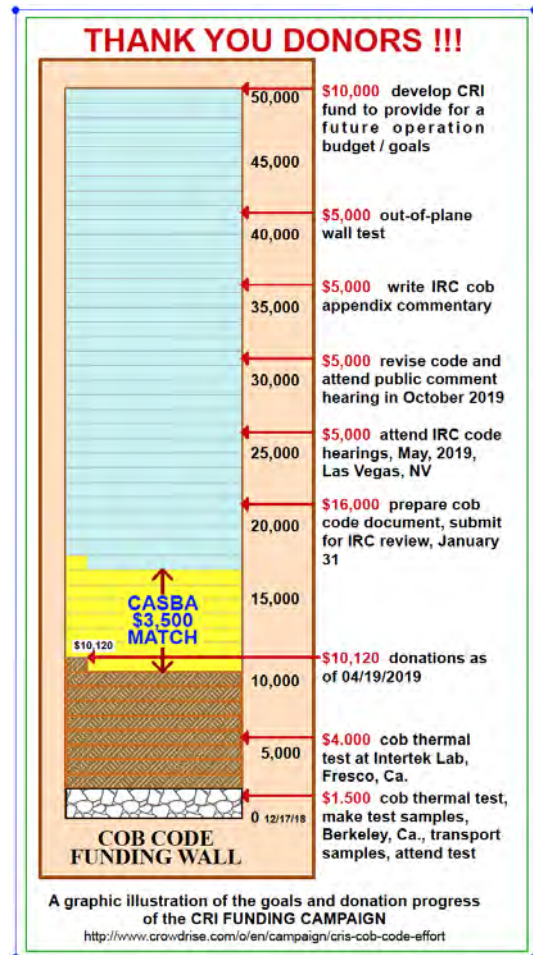 THANK YOU DONORS !!!
50,000
45,000
40,000
35,000
30,000
25,000
20,000
15,000
10,000
5,000
0 12/17/18
CASBA
$3,500
MATCH
$10,120
COB CODE
FUNDING WALL
$10,000 develop CRI
fund to provide for a
future operation
budget / goals
$5,000 out-of-plane
wall test
$5,000 write IRC cob
appendix commentary
$5,000 revise code and
attend public comment
hearing in October 2019
$5,000 attend IRC code
hearings, May, 2019,
Las Vegas, NV
$16,000 prepare cob
code document, submit
for IRC review, January
31
$10,120 donations as
of 04/19/2019
$4.000 cob thermal
test at Intertek Lab,
Fresco, Ca.
$1.500 cob thermal test,
make test samples,
Berkeley, Ca., transport
samples, attend test
A graphic illustration of the goals and donation progress
of the CRI FUNDING CAMPAIGN
http://www.crowdrise.com/o/en/campaign/cris-cob-code-effort